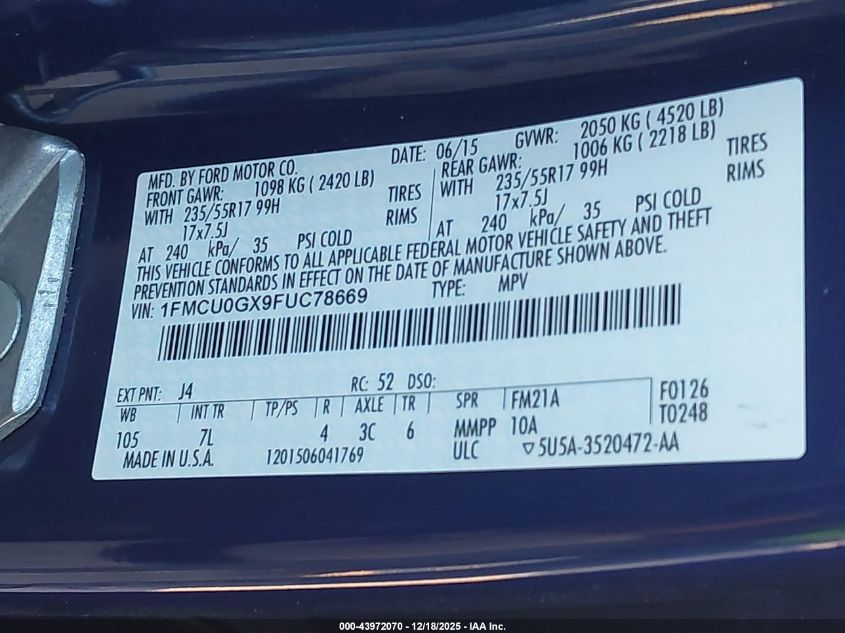 MFD. BY FORD MOTOR CO. DATE: 06/15 GVWR: 2050 KG ( 4520 LB)
FRONT GAWR: 1098 KG ( 2420 LB) REAR GAWR: 1006 KG ( 2218 LB)
WITH 235/55R17 99H TIRES WITH 235/55R17 99H TIRES
17x7.5J RIMS 17x7.5J RIMS
AT 240 kPa/ 35 PSI COLD AT 240 kPa/ 35 PSI COLD
THIS VEHICLE CONFORMS TO ALL APPLICABLE FEDERAL MOTOR VEHICLE SAFETY AND THEFT
PREVENTION STANDARDS IN EFFECT ON THE DATE OF MANUFACTURE SHOWN ABOVE.
VIN: 1FMCU0GX9FUC78669 TYPE: MPV
EXT PNT: J4 RC: 52 DSO:
WB INT TR TP/PS R AXLE TR SPR FM21A F0126
105 7L 4 3C 6 MMPP 10A T0248
MADE IN U.S.A. 1201506041769 ULC ▽5U5A-3520472-AA
000-43972070 - 12/18/2025 - IAA Inc.